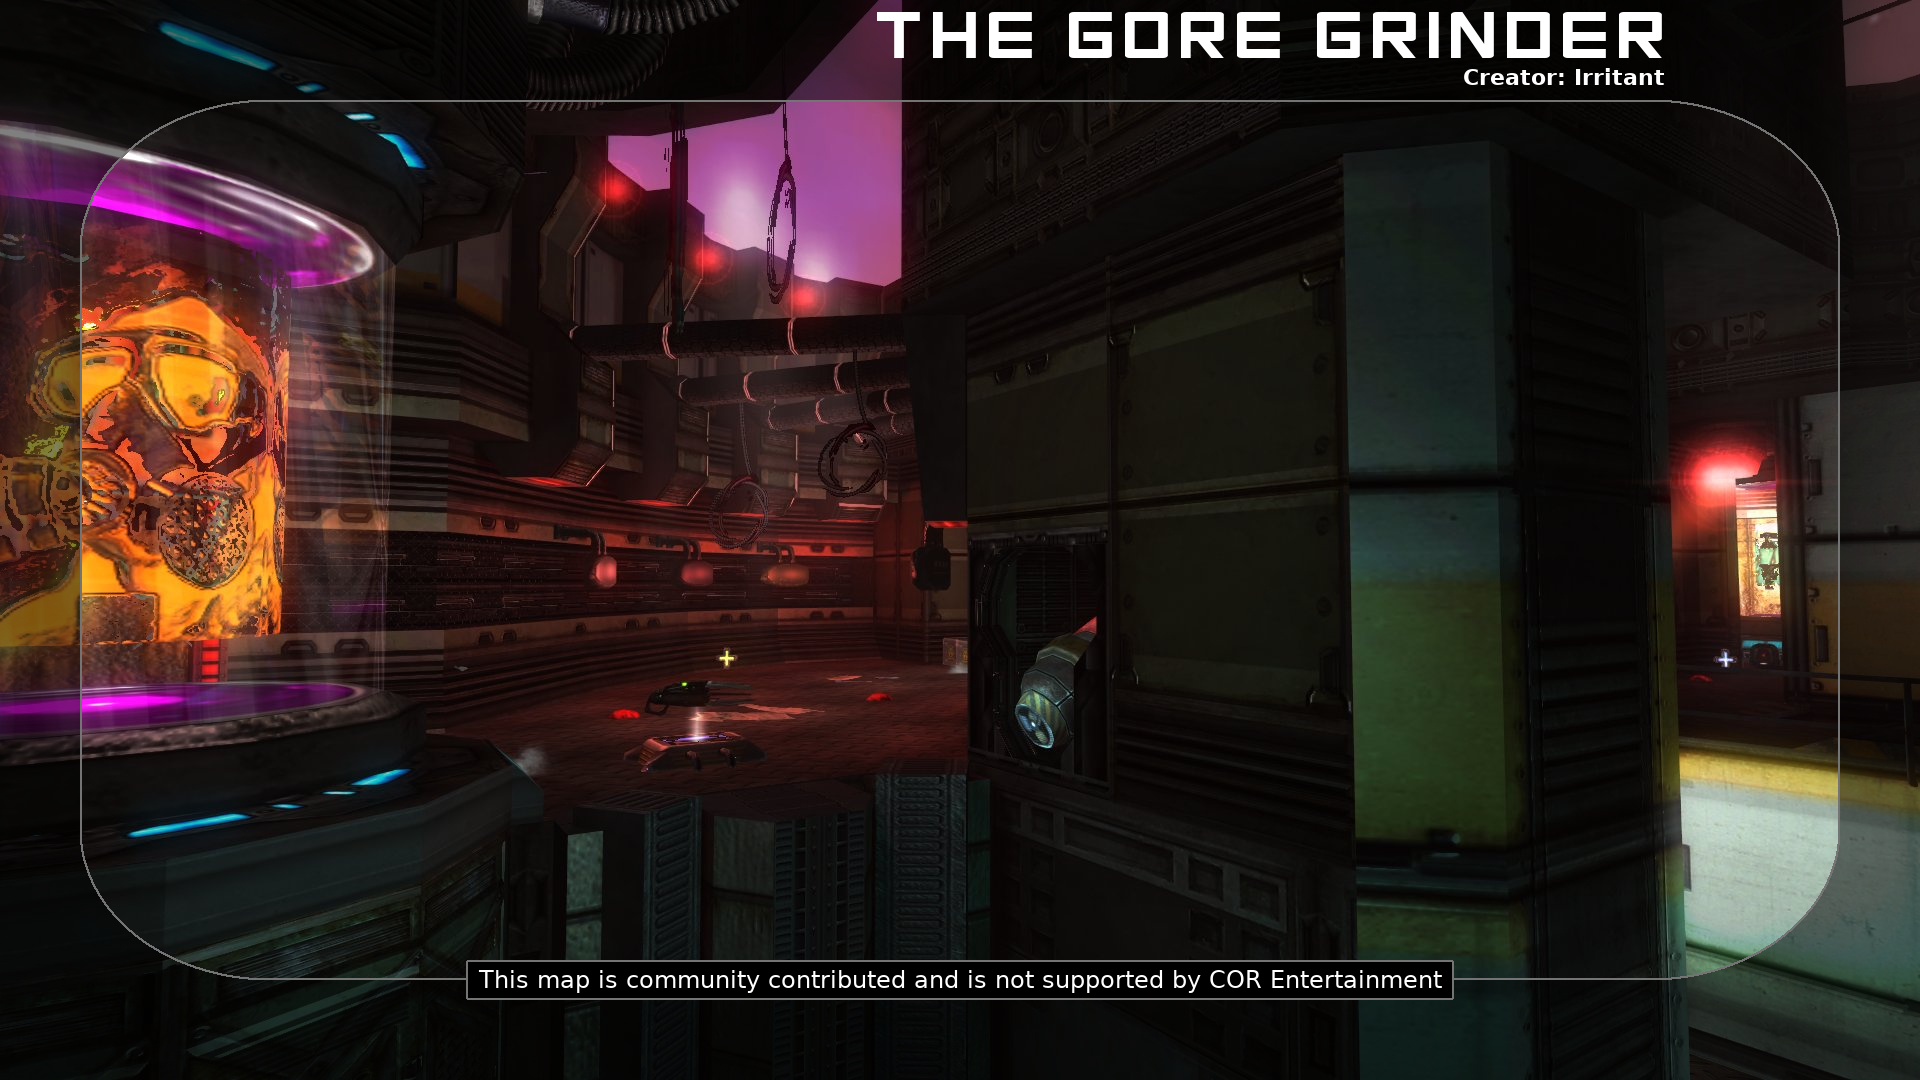 THE GORE GRINDER
Creator: Irritant
This map is community contributed and is not supported by COR Entertainment